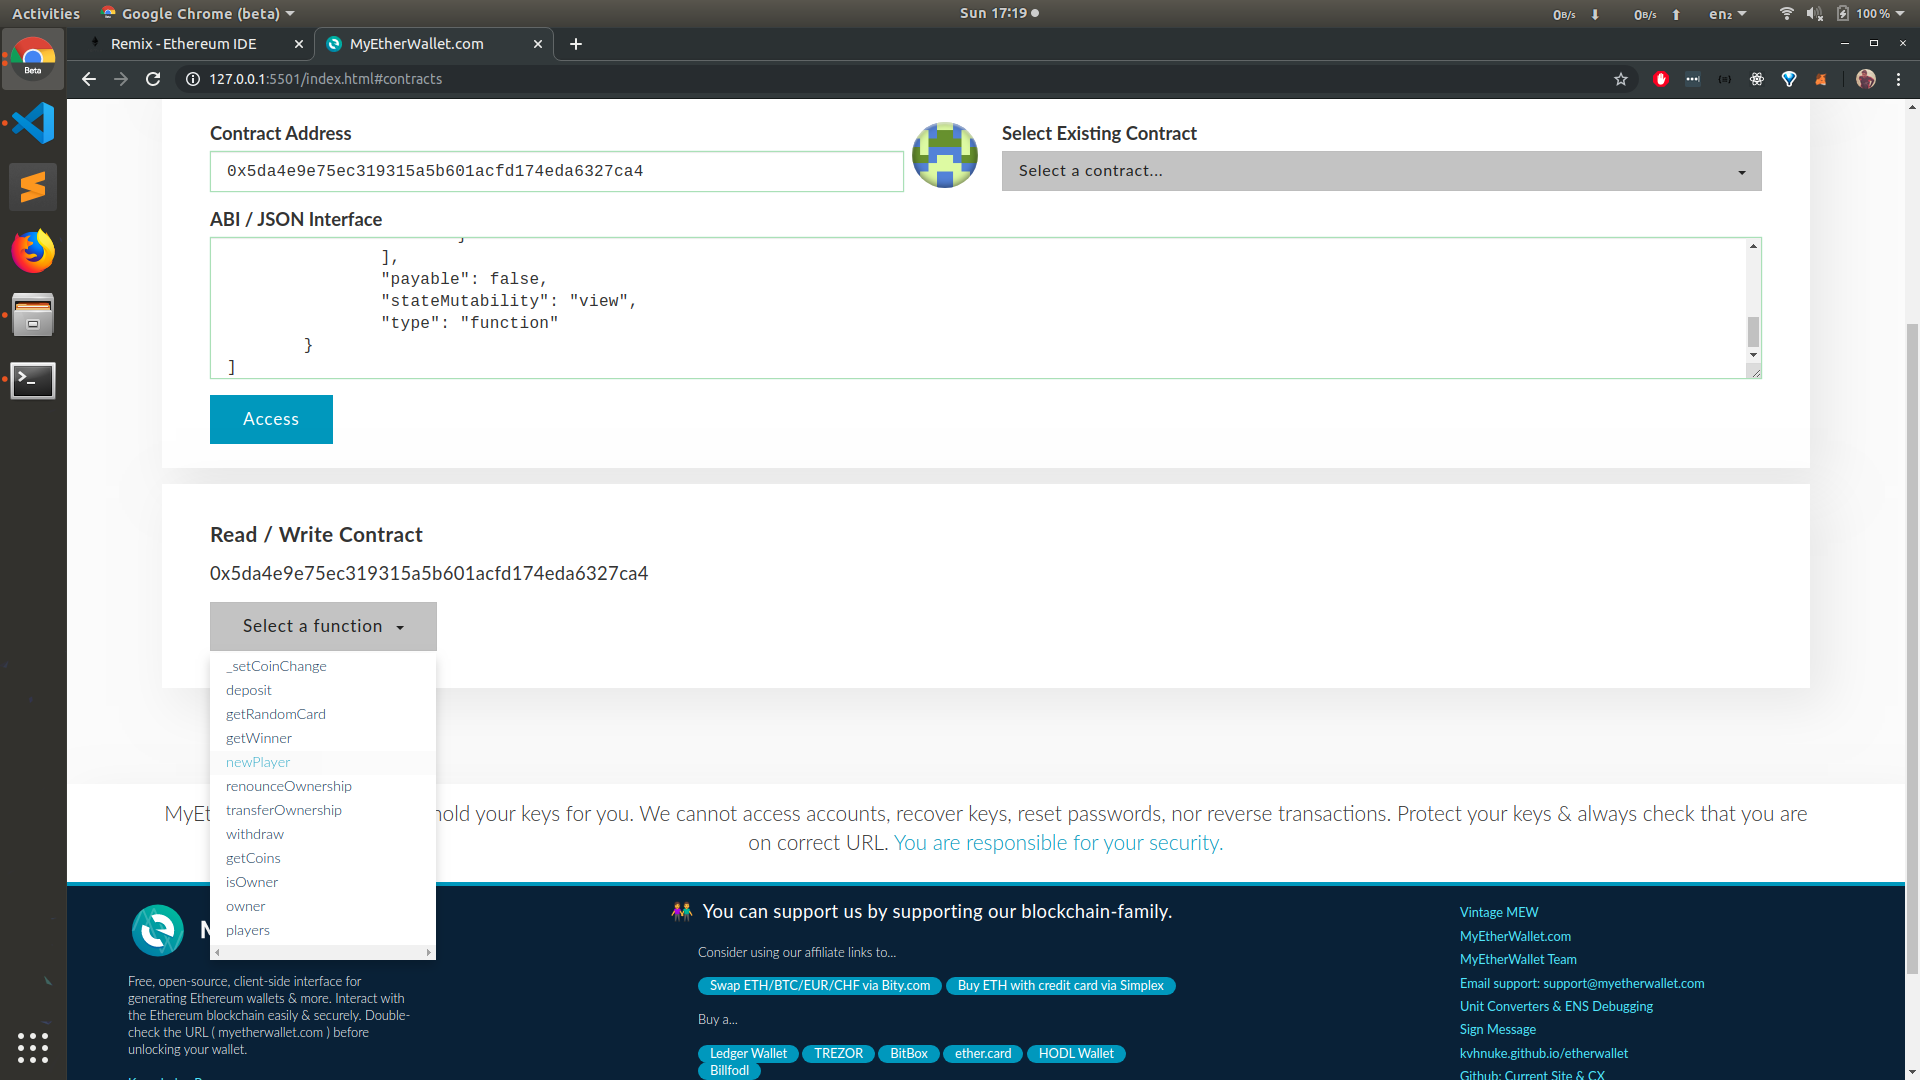 Activities
Google Chrome (beta)
Sun 17:19
0 B/s
0 B/s
en₂
100 %
Remix - Ethereum IDE
MyEtherWallet.com
127.0.0.1:5501/index.html#contracts
Beta
Contract Address
0x5da4e9e75ec319315a5b601acfd174eda6327ca4
Select Existing Contract
Select a contract...
ABI / JSON Interface
}
],
"payable": false,
"stateMutability": "view",
"type": "function"
}
]
Access
Read / Write Contract
0x5da4e9e75ec319315a5b601acfd174eda6327ca4
Select a function
_setCoinChange
deposit
getRandomCard
getWinner
newPlayer
renounceOwnership
transferOwnership
withdraw
getCoins
isOwner
owner
players
hold your keys for you. We cannot access accounts, recover keys, reset passwords, nor reverse transactions. Protect your keys & always check that you are
on correct URL. You are responsible for your security.
Free, open-source, client-side interface for
generating Ethereum wallets & more. Interact with
the Ethereum blockchain easily & securely. Double-
check the URL ( myetherwallet.com ) before
unlocking your wallet.
You can support us by supporting our blockchain-family.
Consider using our affiliate links to...
Swap ETH/BTC/EUR/CHF via Bity.com
Buy ETH with credit card via Simplex
Buy a...
Ledger Wallet
TREZOR
BitBox
ether.card
HODL Wallet
Billfodl
Vintage MEW
MyEtherWallet.com
MyEtherWallet Team
Email support: support@myetherwallet.com
Unit Converters & ENS Debugging
Sign Message
kvhnuke.github.io/etherwallet
Github: Current Site & CX